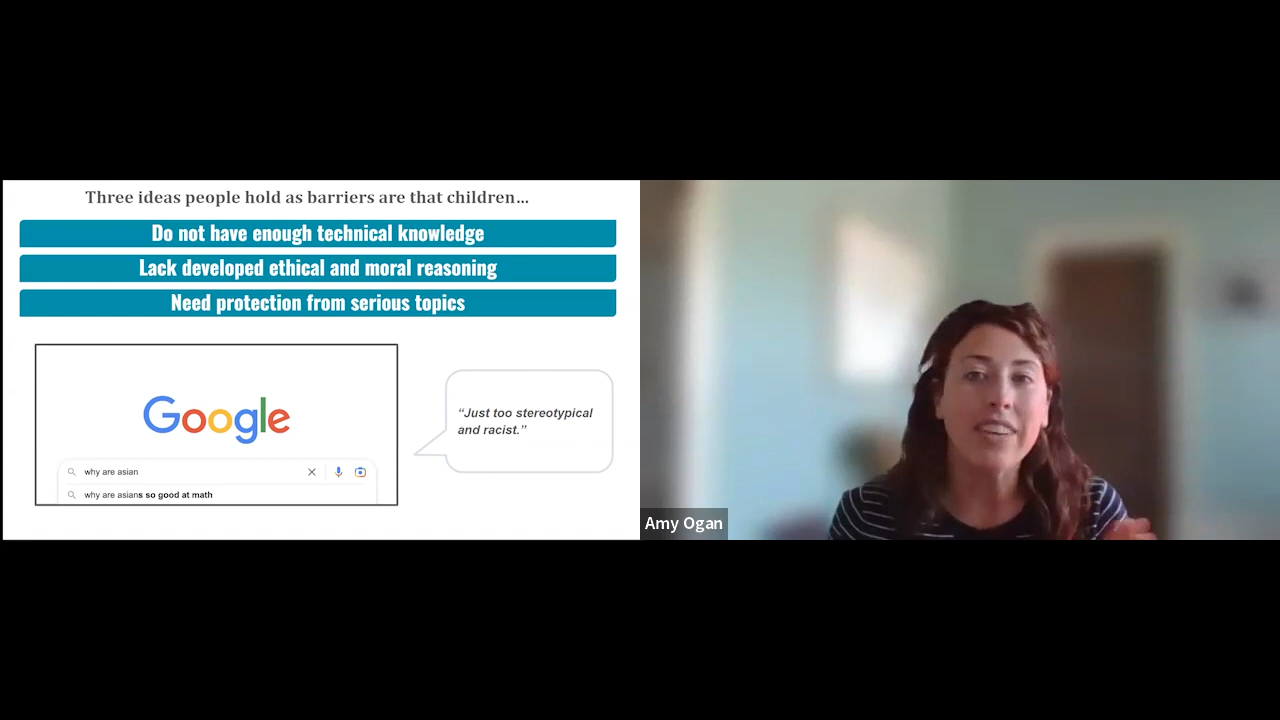 Three ideas people hold as barriers are that children...
Do not have enough technical knowledge
Lack developed ethical and moral reasoning
Need protection from serious topics
Google
why are asian
why are asians so good at math
“Just too stereotypical
and racist.”
Amy Ogan